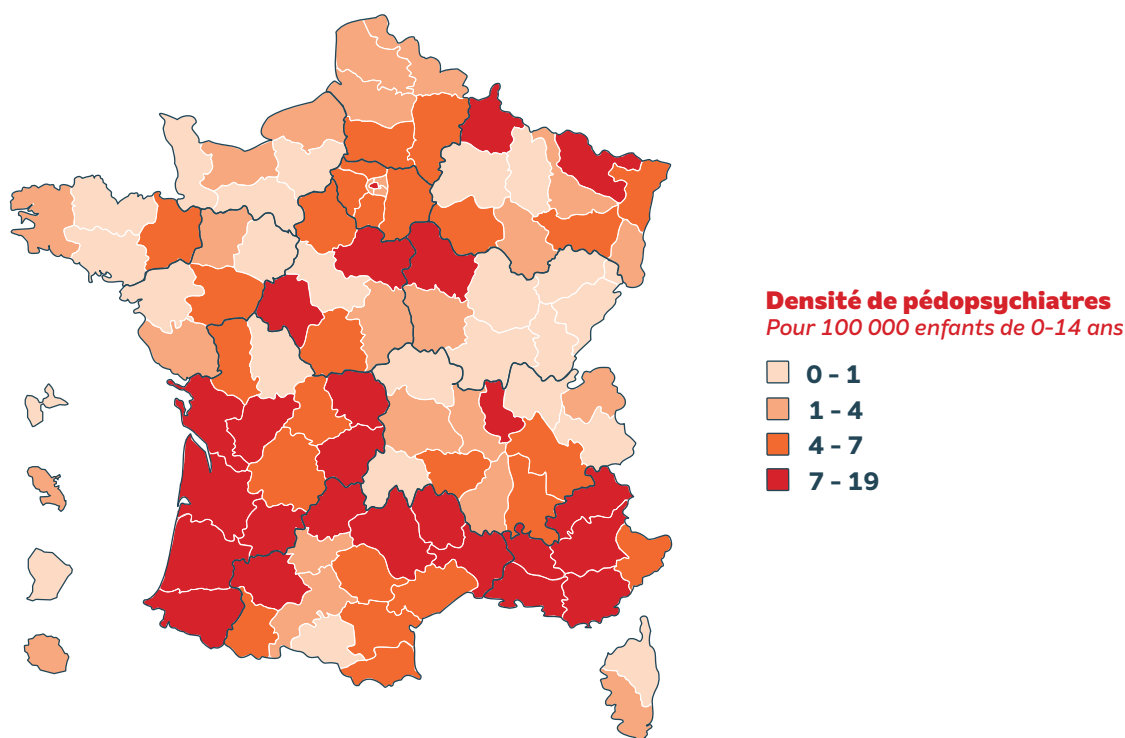 Densité de pédopsychiatres
Pour 100 000 enfants de 0-14 ans
0 - 1
1 - 4
4 - 7
7 - 19